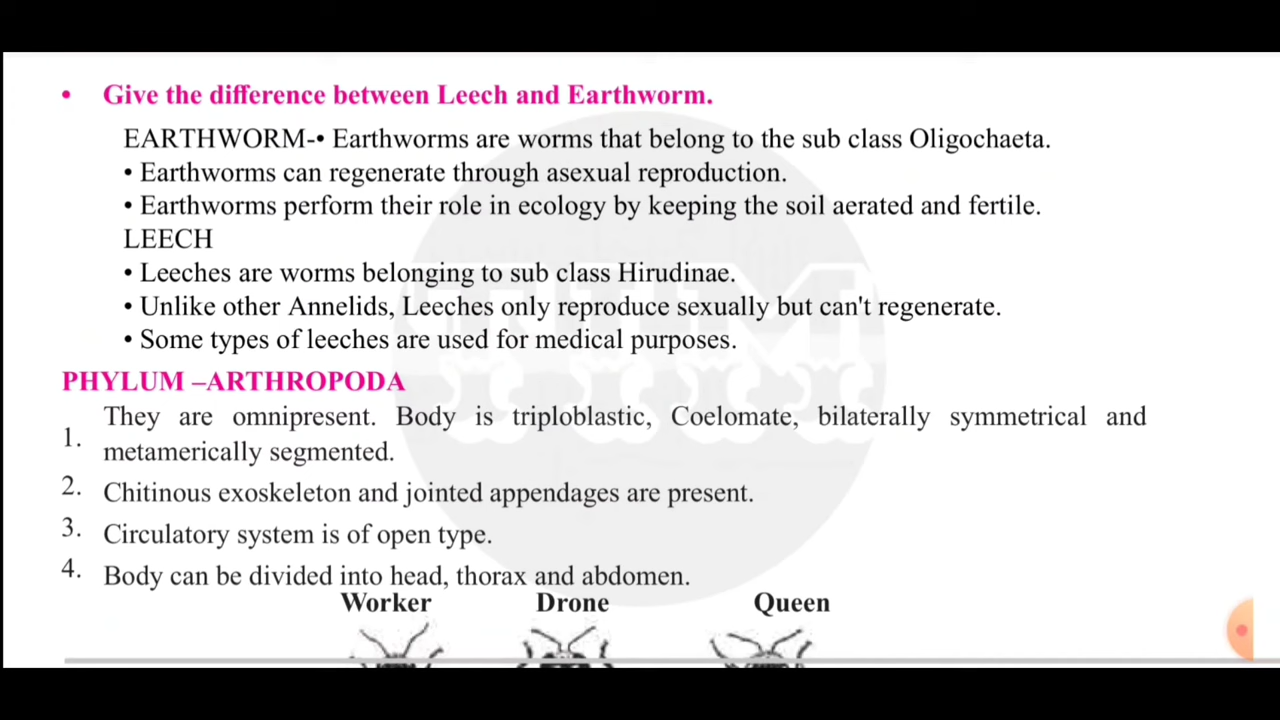 • Give the difference between Leech and Earthworm.
EARTHWORM-• Earthworms are worms that belong to the sub class Oligochaeta.
• Earthworms can regenerate through asexual reproduction.
• Earthworms perform their role in ecology by keeping the soil aerated and fertile.
LEECH
• Leeches are worms belonging to sub class Hirudinae.
• Unlike other Annelids, Leeches only reproduce sexually but can't regenerate.
• Some types of leeches are used for medical purposes.
PHYLUM –ARTHROPODA
1. They are omnipresent. Body is triploblastic, Coelomate, bilaterally symmetrical and
metamerically segmented.
2. Chitinous exoskeleton and jointed appendages are present.
3. Circulatory system is of open type.
4. Body can be divided into head, thorax and abdomen.
Worker Drone Queen